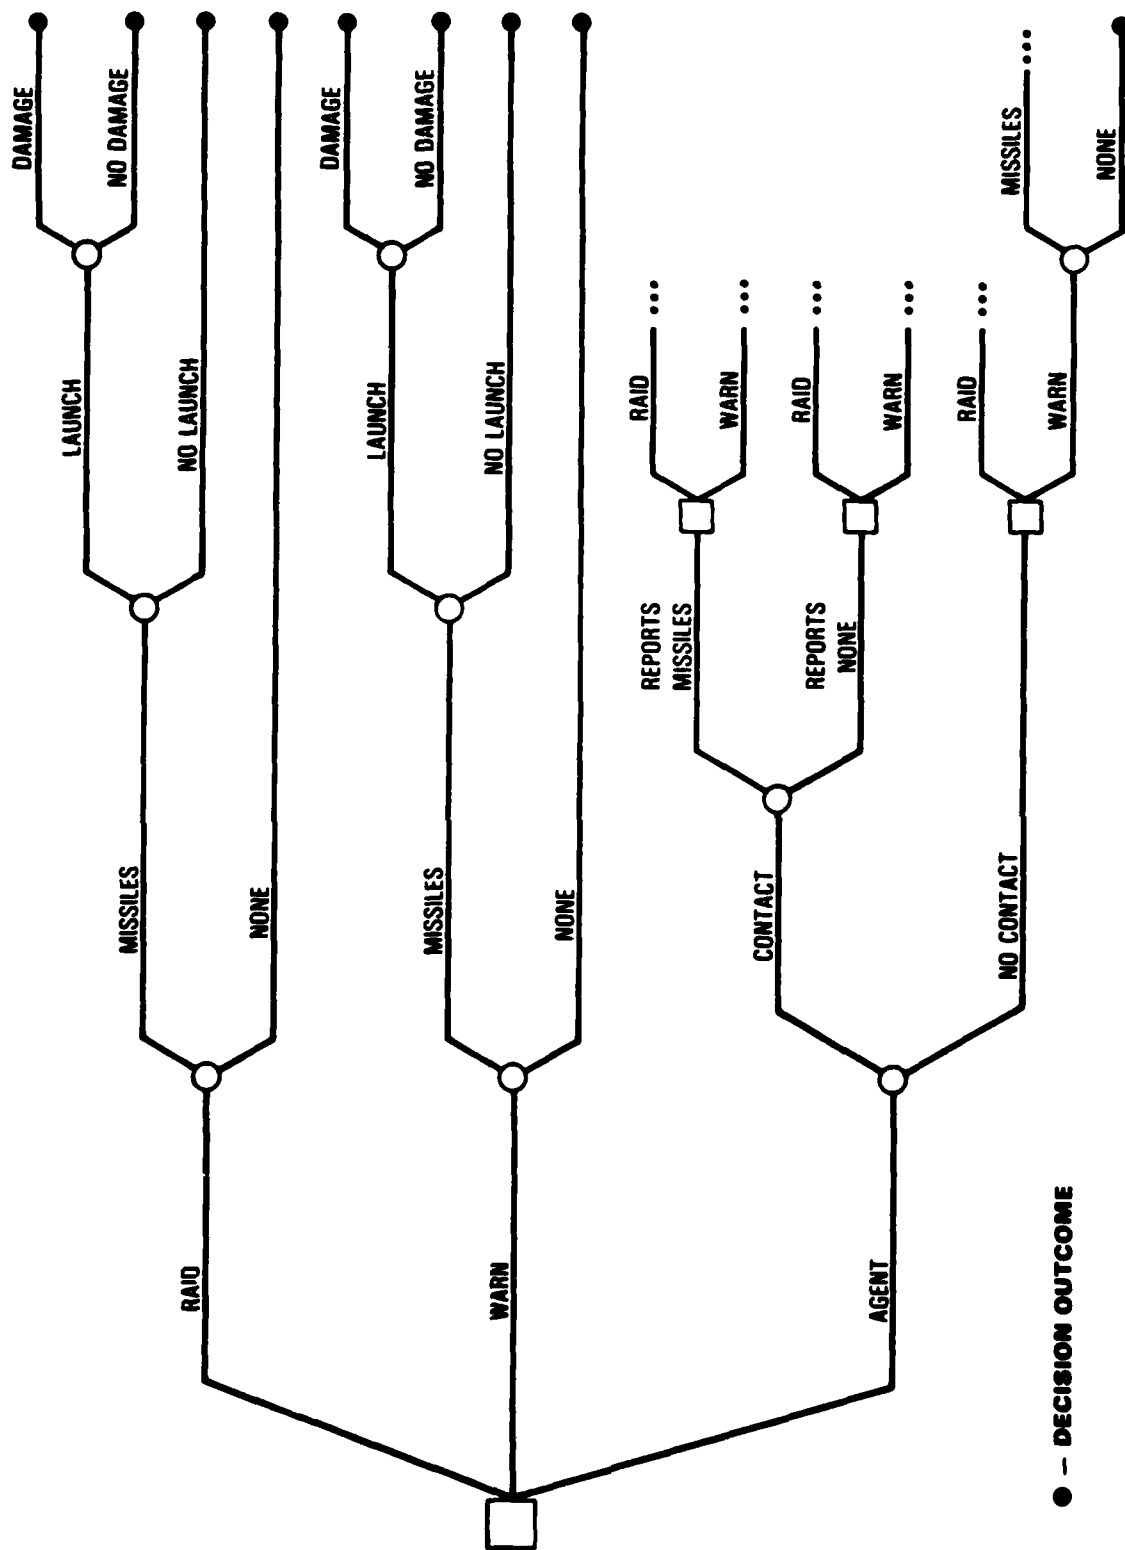 DAMAGE
NO DAMAGE
LAUNCH
NO LAUNCH
MISSILES
NONE
RAID
DAMAGE
NO DAMAGE
LAUNCH
NO LAUNCH
MISSILES
NONE
WARN
RAID
...
WARN
...
REPORTS
MISSILES
RAID
...
WARN
...
REPORTS
NONE
CONTACT
RAID
...
MISSILES
...
NONE
WARN
NO CONTACT
AGENT
● – DECISION OUTCOME